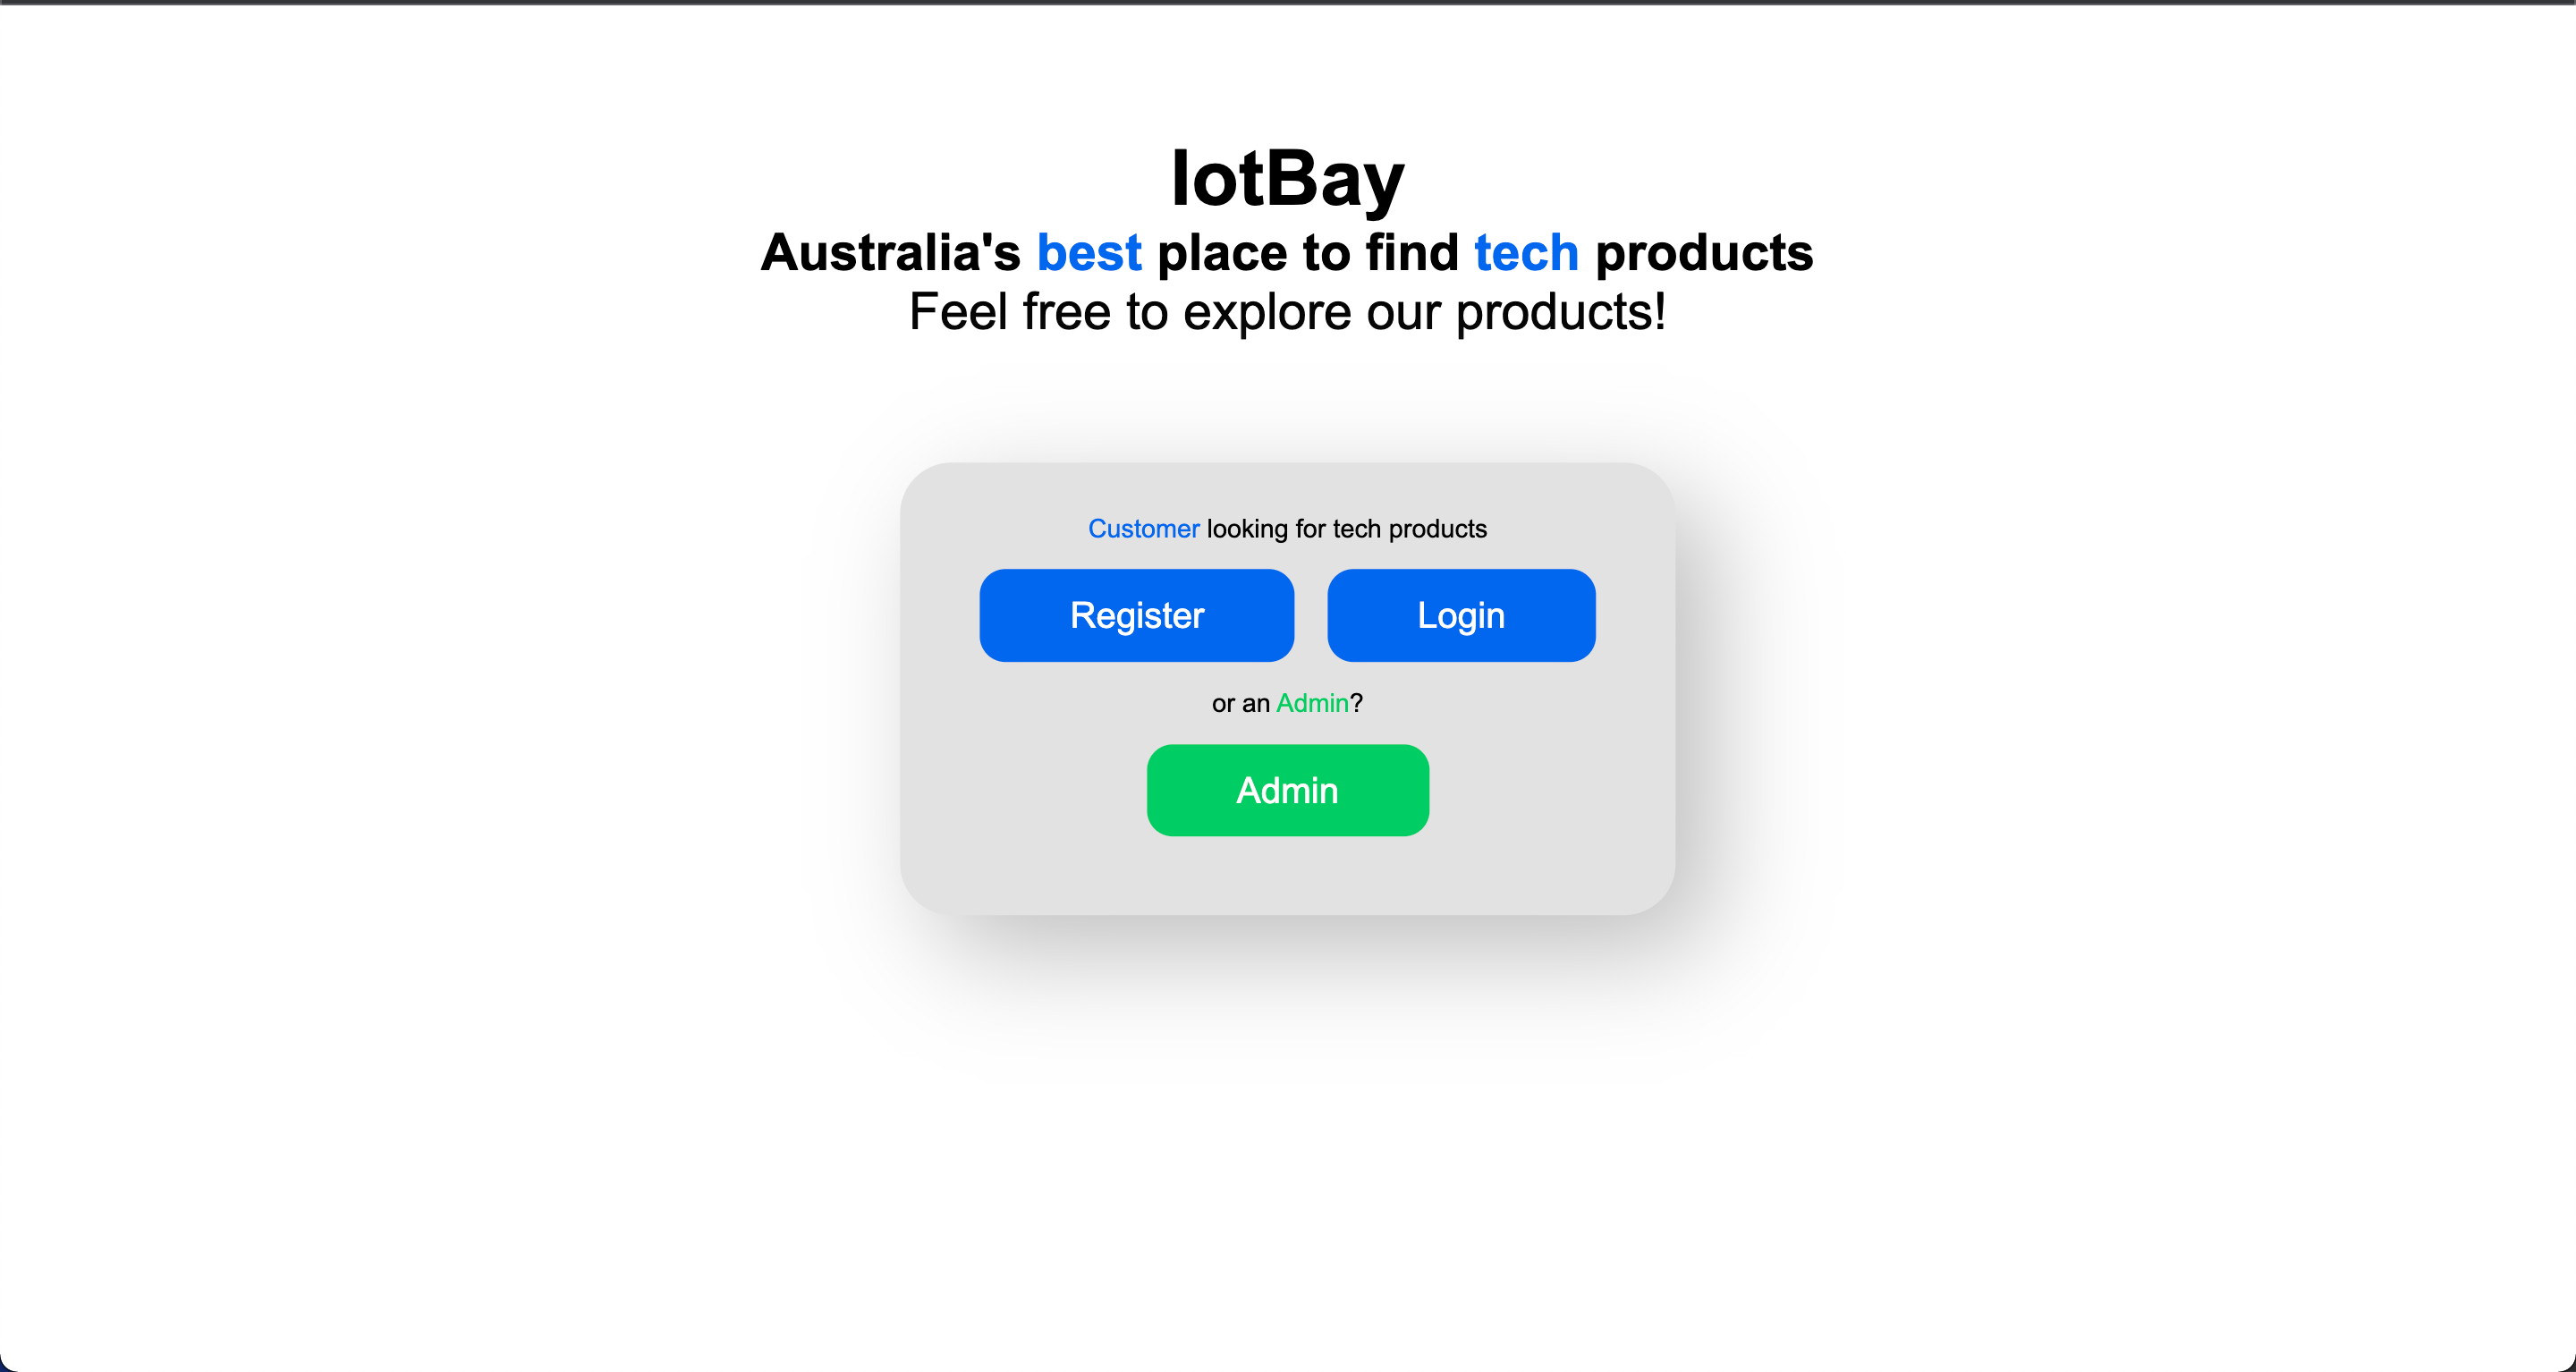 IotBay
Australia's best place to find tech products
Feel free to explore our products!
Customer looking for tech products
Register Login
or an Admin?
Admin